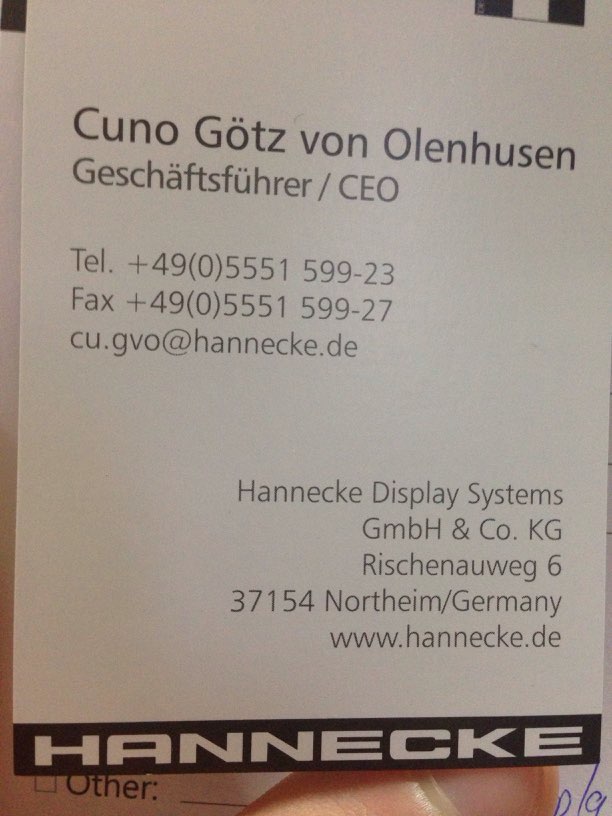 Cuno Götz von Olenhusen
Geschäftsführer / CEO
Tel. +49(0)5551 599-23
Fax +49(0)5551 599-27
cu.gvo@hannecke.de
Hannecke Display Systems
GmbH & Co. KG
Rischenauweg 6
37154 Northeim/Germany
www.hannecke.de
HANNECKE
Other: